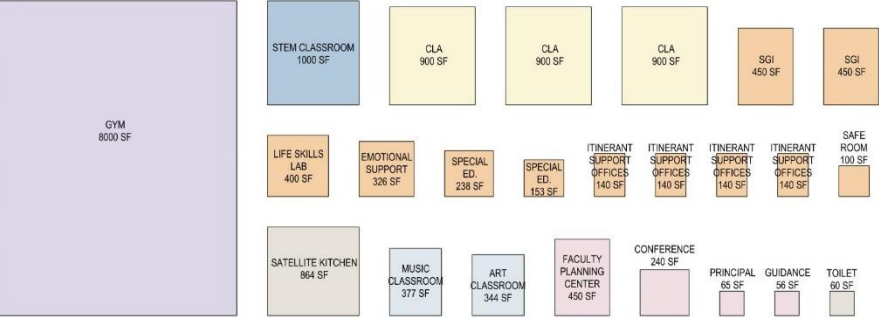 GYM
8000 SF
STEM CLASSROOM
1000 SF
CLA
900 SF
CLA
900 SF
CLA
900 SF
SGI
450 SF
SGI
450 SF
LIFE SKILLS
LAB
400 SF
EMOTIONAL
SUPPORT
326 SF
SPECIAL
ED.
238 SF
SPECIAL
ED.
153 SF
ITINERANT
SUPPORT
OFFICES
140 SF
ITINERANT
SUPPORT
OFFICES
140 SF
ITINERANT
SUPPORT
OFFICES
140 SF
ITINERANT
SUPPORT
OFFICES
140 SF
SAFE
ROOM
100 SF
SATELLITE KITCHEN
864 SF
MUSIC
CLASSROOM
377 SF
ART
CLASSROOM
344 SF
FACULTY
PLANNING
CENTER
450 SF
CONFERENCE
240 SF
PRINCIPAL
65 SF
GUIDANCE
56 SF
TOILET
60 SF